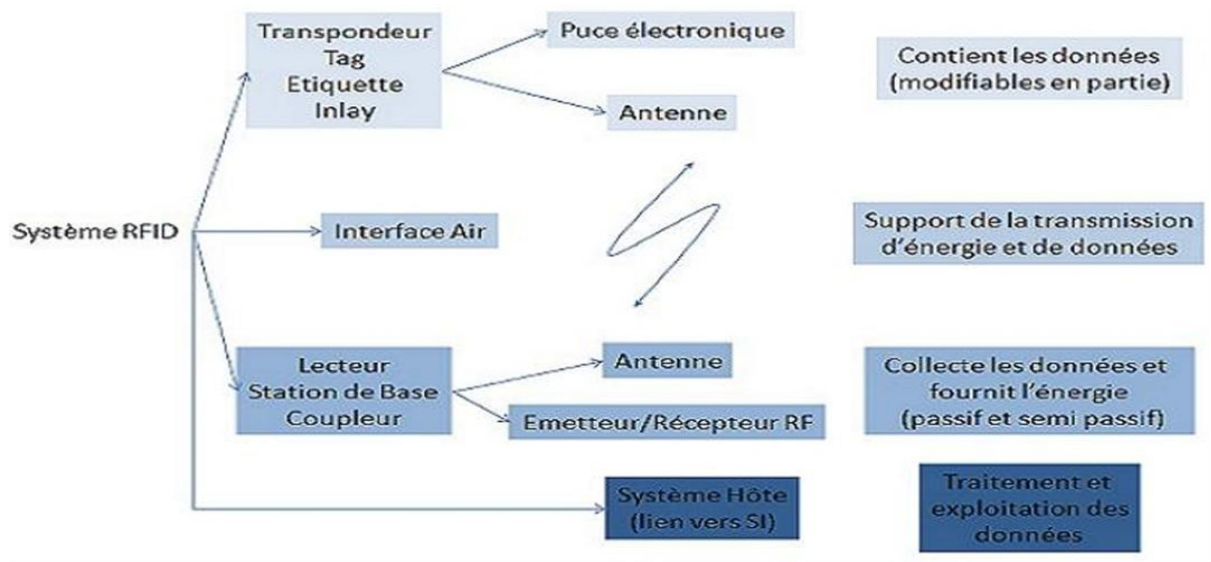 Transpondeur
Tag
Etiquette
Inlay
Puce électronique
Antenne
Contient les données
(modifiables en partie)
Système RFID
Interface Air
Support de la transmission
d'énergie et de données
Lecteur
Station de Base
Coupleur
Antenne
Emetteur/Récepteur RF
Collecte les données et
fournit l'énergie
(passif et semi passif)
Système Hôte
(lien vers SI)
Traitement et
exploitation des
données